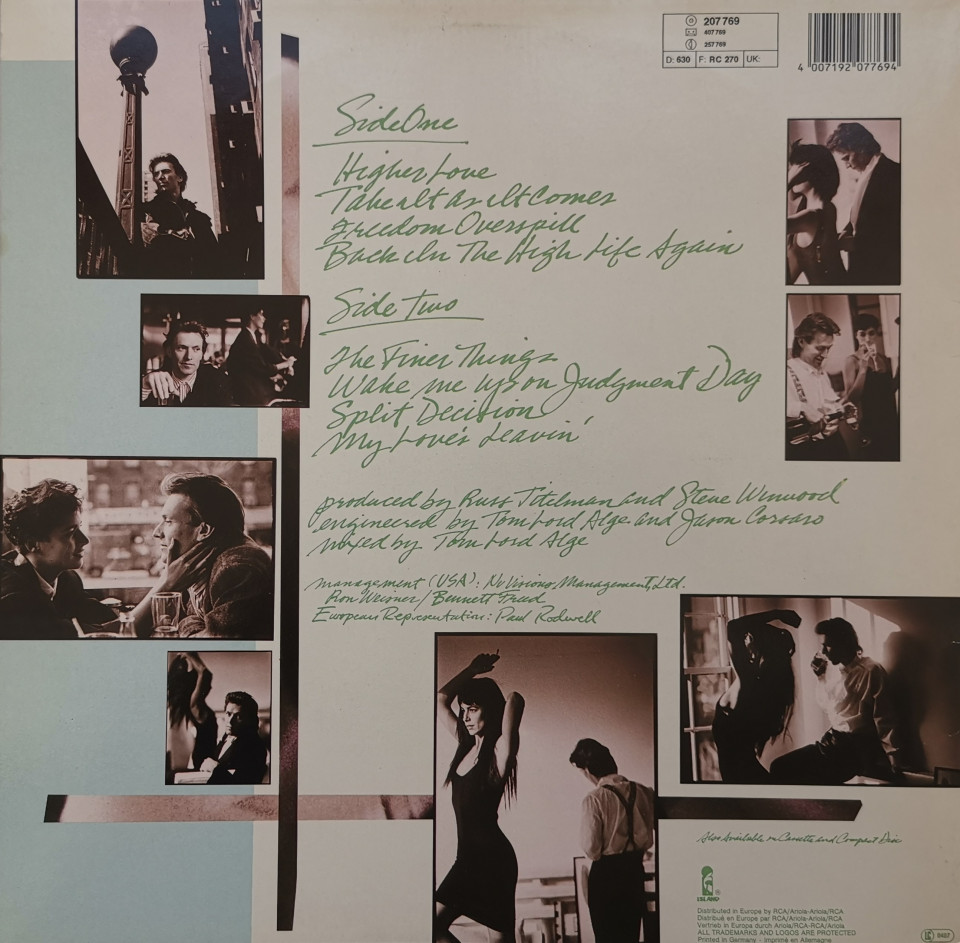 207 769
407 769
257 769
D: 630 F: RC 270 UK:
4 007192 077694
Side One
Higher Love
Take It As It Comes
Freedom Overspill
Back In The High Life Again
Side Two
The Finer Things
Wake me up on Judgment Day
Split Decision
My Love's Leavin'
produced by Russ Titelman and Steve Winwood
engineered by Tom Lord Alge and Jason Corsaro
mixed by Tom Lord Alge
management (USA): No Visions Management, Ltd.
Ron Weisner / Bennett Freed
European Representation: Paul Rodwell
Also Available on Cassette and Compact Disc
ISLAND
Distributed in Europe by RCA/Ariola-Ariola/RCA
Distribué en Europe par RCA/Ariola-Ariola/RCA
Vertrieb in Europa durch Ariola/RCA-RCA/Ariola
ALL TRADEMARKS AND LOGOS ARE PROTECTED
Printed in Germany - Imprimé en Allemagne